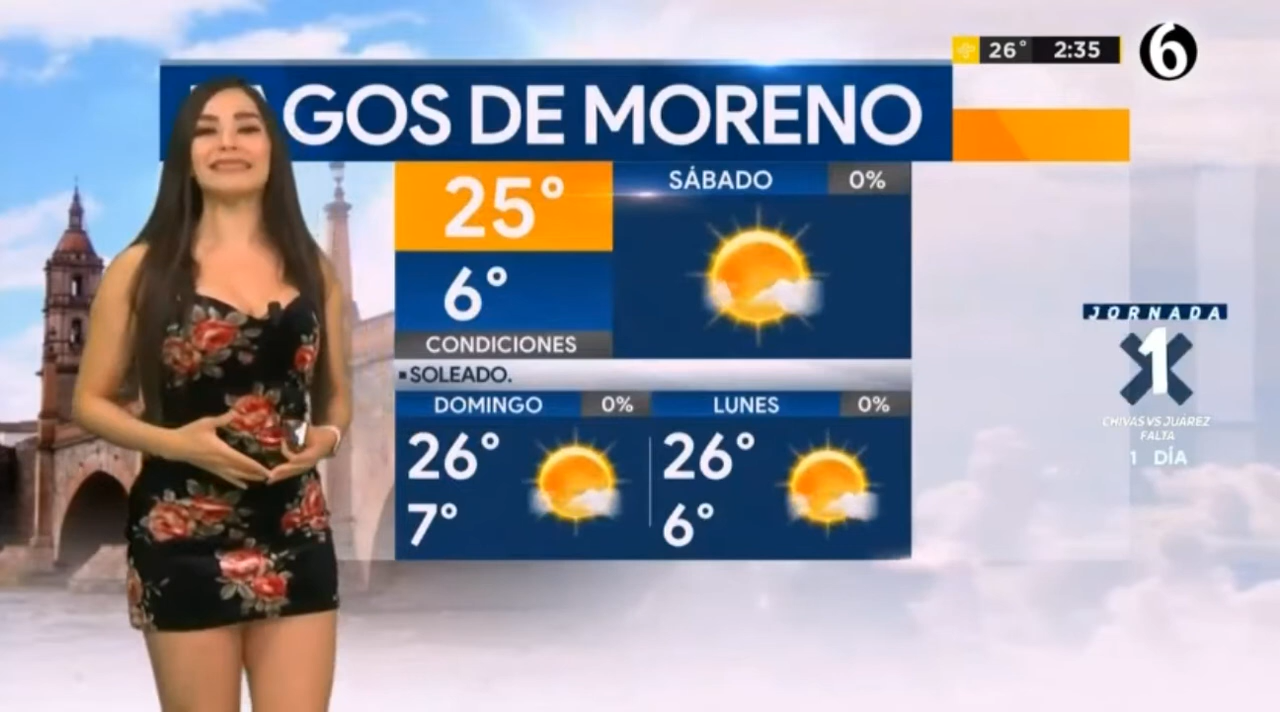 GOS DE MORENO
26° 2:35 6
25°
6°
CONDICIONES
SÁBADO 0%
▪SOLEADO.
DOMINGO 0%
26°
7°
LUNES 0%
26°
6°
JORNADA
1
CHIVAS VS JUÁREZ
FALTA
1 DÍA